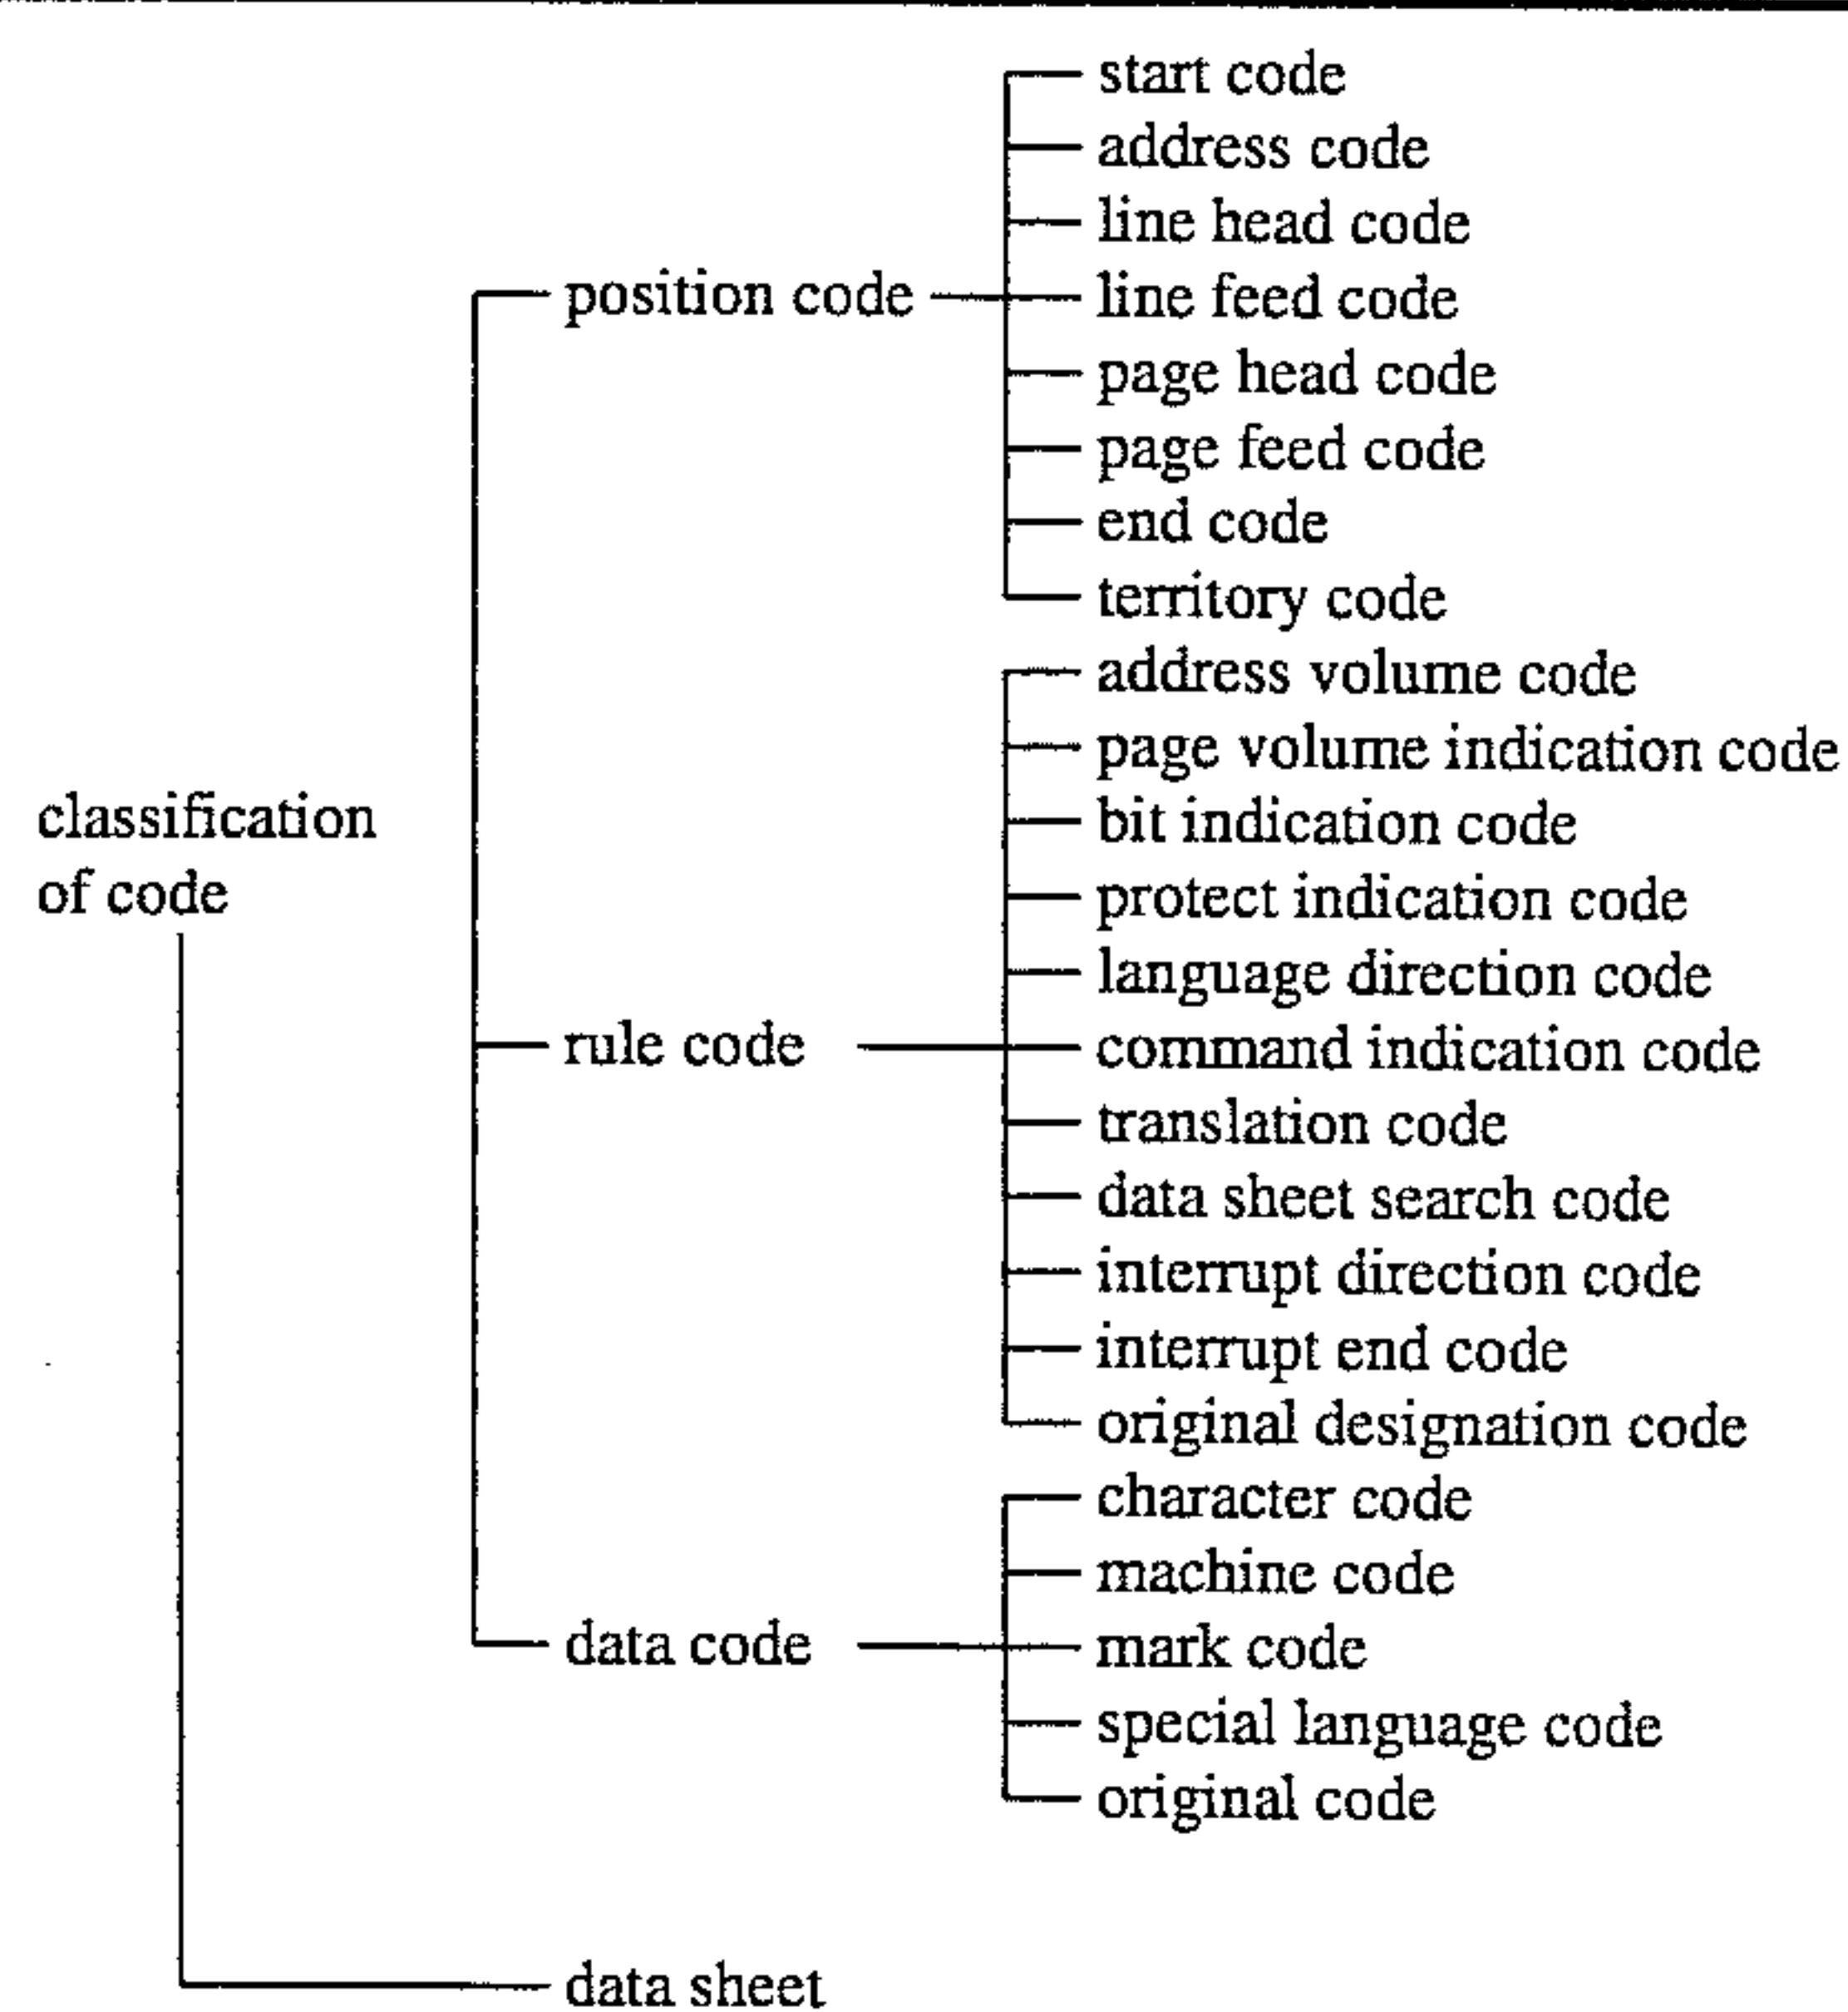 start code
address code
line head code
position code
line feed code
page head code
page feed code
end code
territory code
address volume code
page volume indication code
classification
of code
bit indication code
protect indication code
language direction code
rule code
command indication code
translation code
data sheet search code
interrupt direction code
interrupt end code
original designation code
character code
machine code
data code
mark code
special language code
original code
data sheet